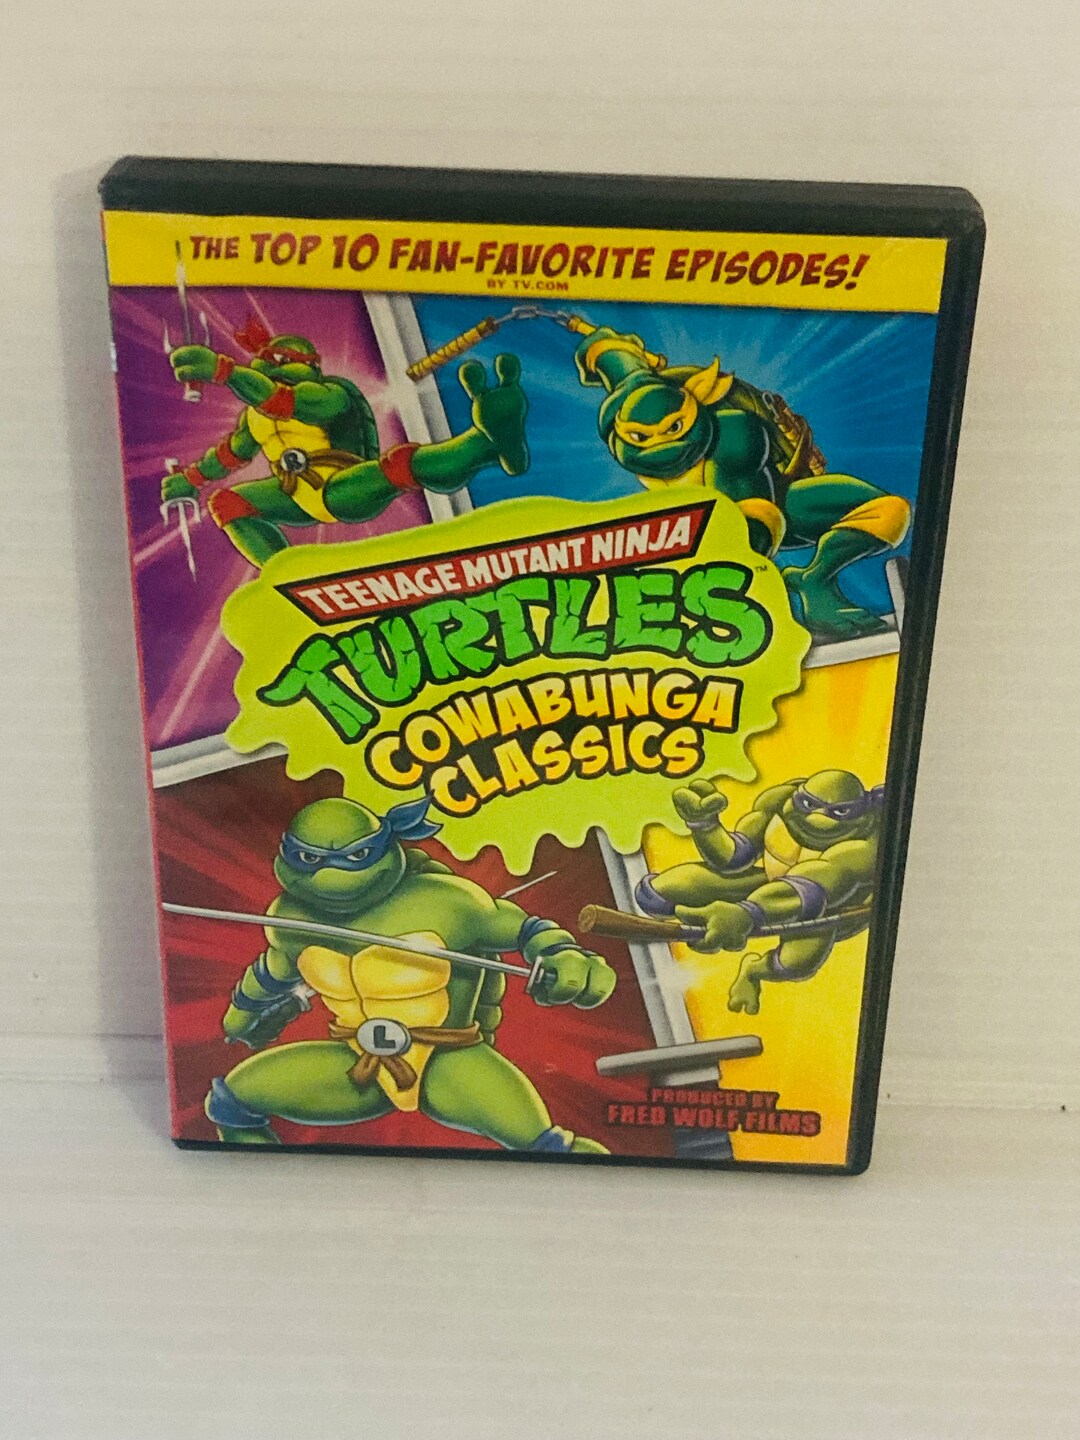 THE TOP 10 FAN-FAVORITE EPISODES!
BY TV.COM
R
TEENAGE MUTANT NINJA
TURTLES™
COWABUNGA
CLASSICS
L
PRODUCED BY
FRED WOLF FILMS